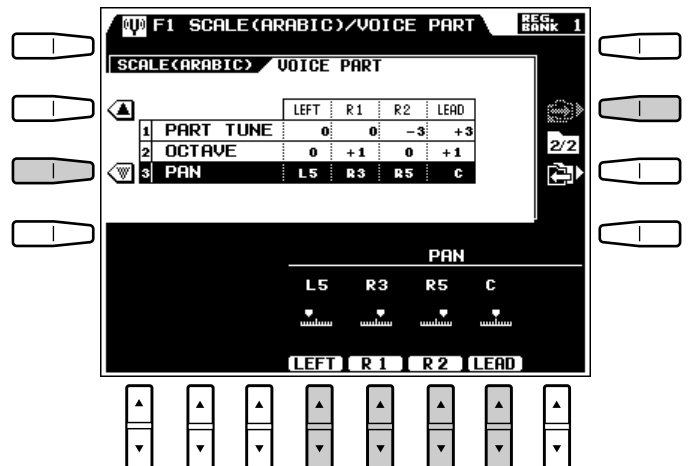 F1 SCALE(ARABIC)/VOICE PART
REG. BANK 1
SCALE(ARABIC) VOICE PART
LEFT R1 R2 LEAD
1 PART TUNE 0 0 -3 +3
2 OCTAVE 0 +1 0 +1
2/2
3 PAN L5 R3 R5 C
PAN
L5 R3 R5 C
LEFT R1 R2 LEAD